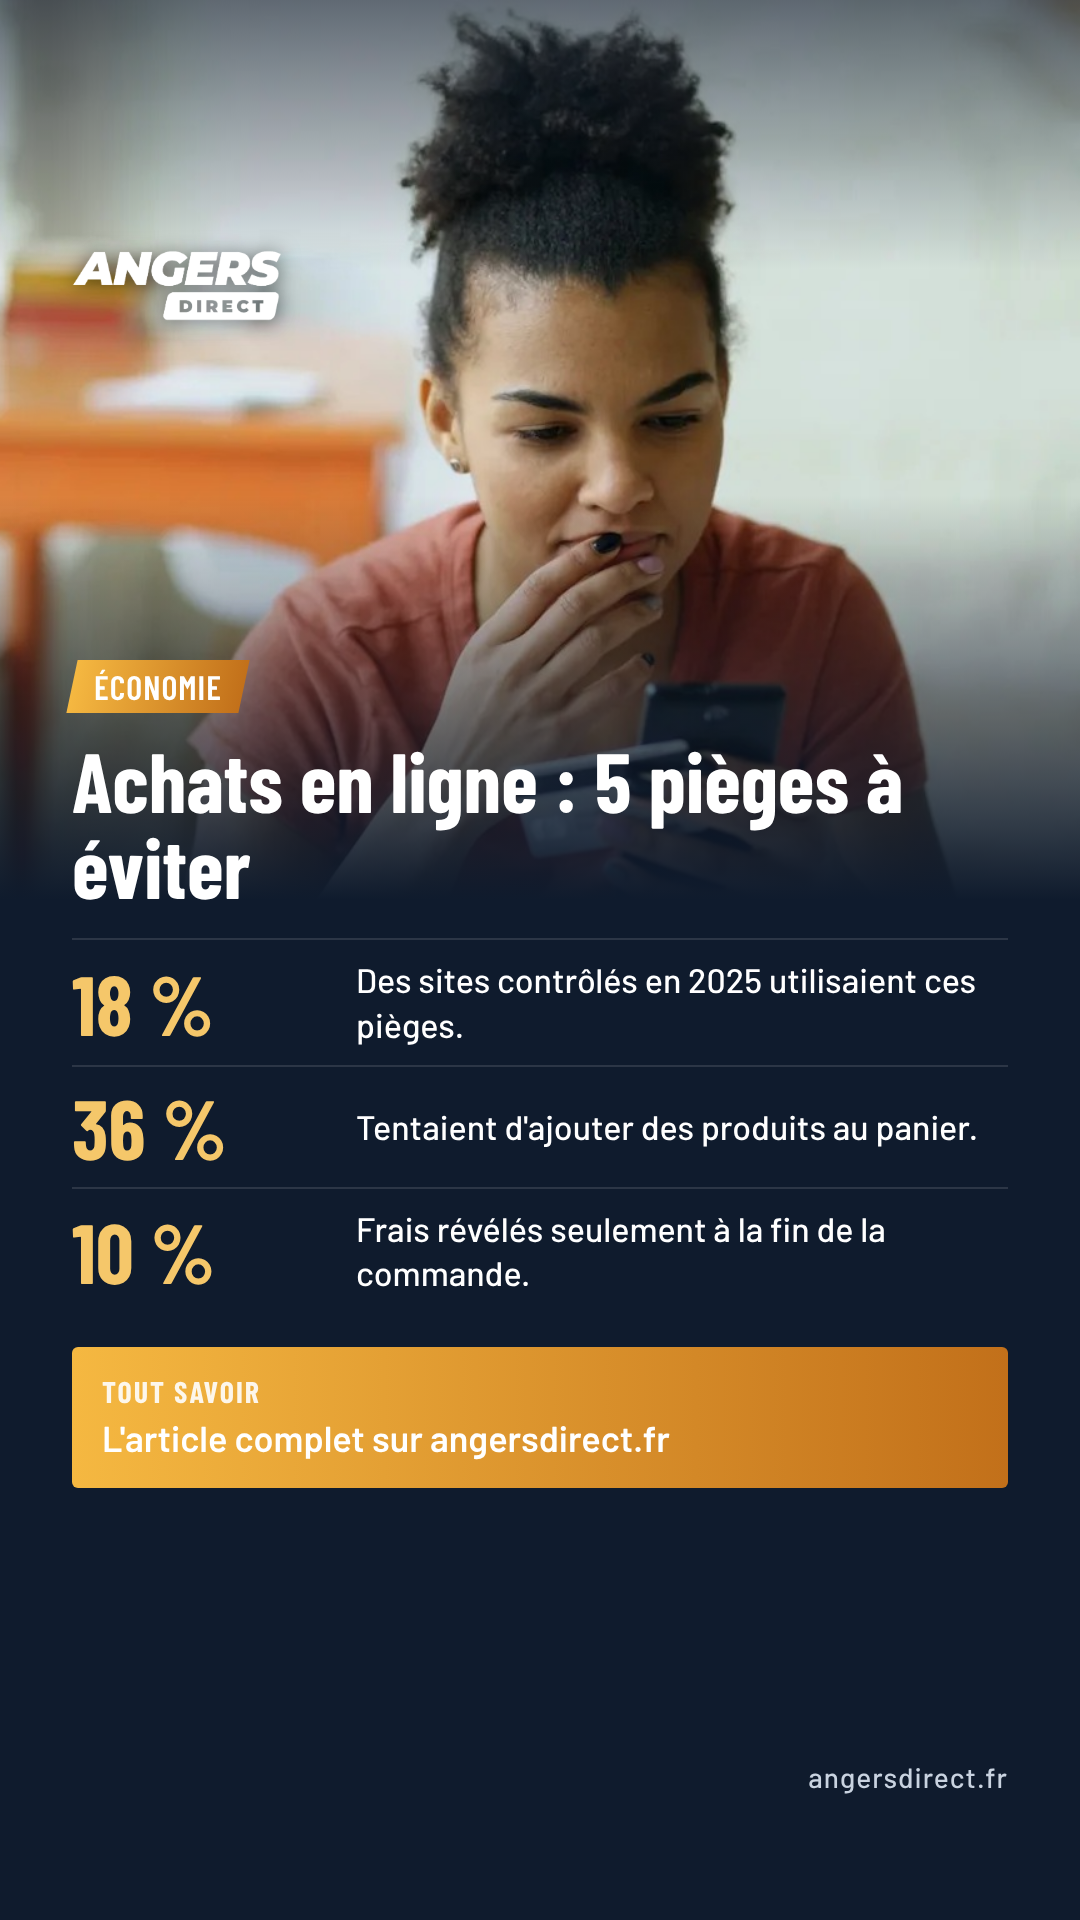 ANGERS
DIRECT
ÉCONOMIE
Achats en ligne : 5 pièges à
éviter
18 %
Des sites contrôlés en 2025 utilisaient ces
pièges.
36 %
Tentaient d'ajouter des produits au panier.
10 %
Frais révélés seulement à la fin de la
commande.
TOUT SAVOIR
L'article complet sur angersdirect.fr
angersdirect.fr